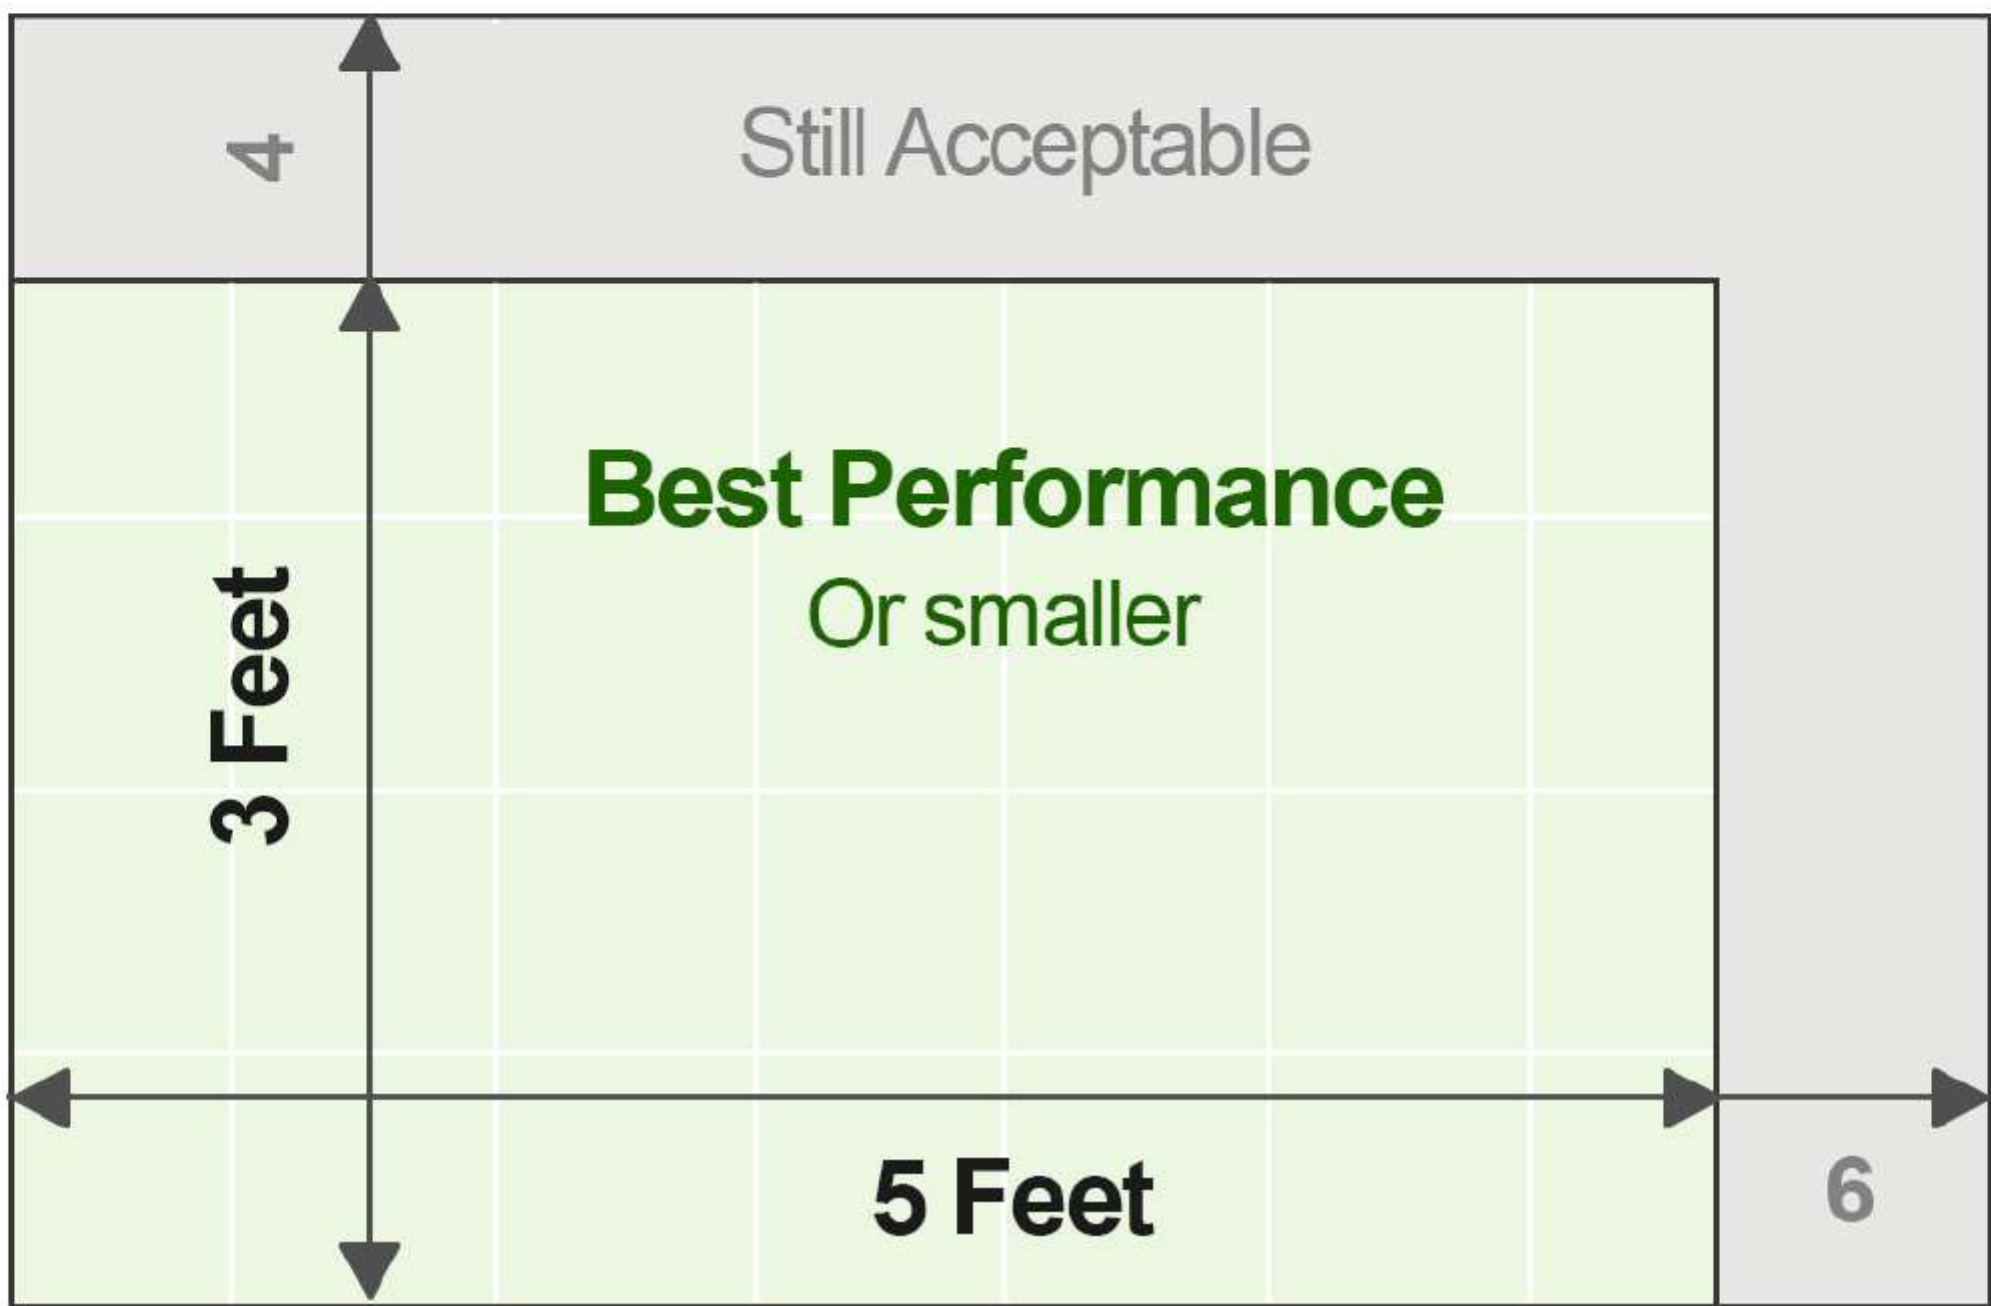 4
Still Acceptable
Best Performance
Or smaller
3 Feet
5 Feet
6